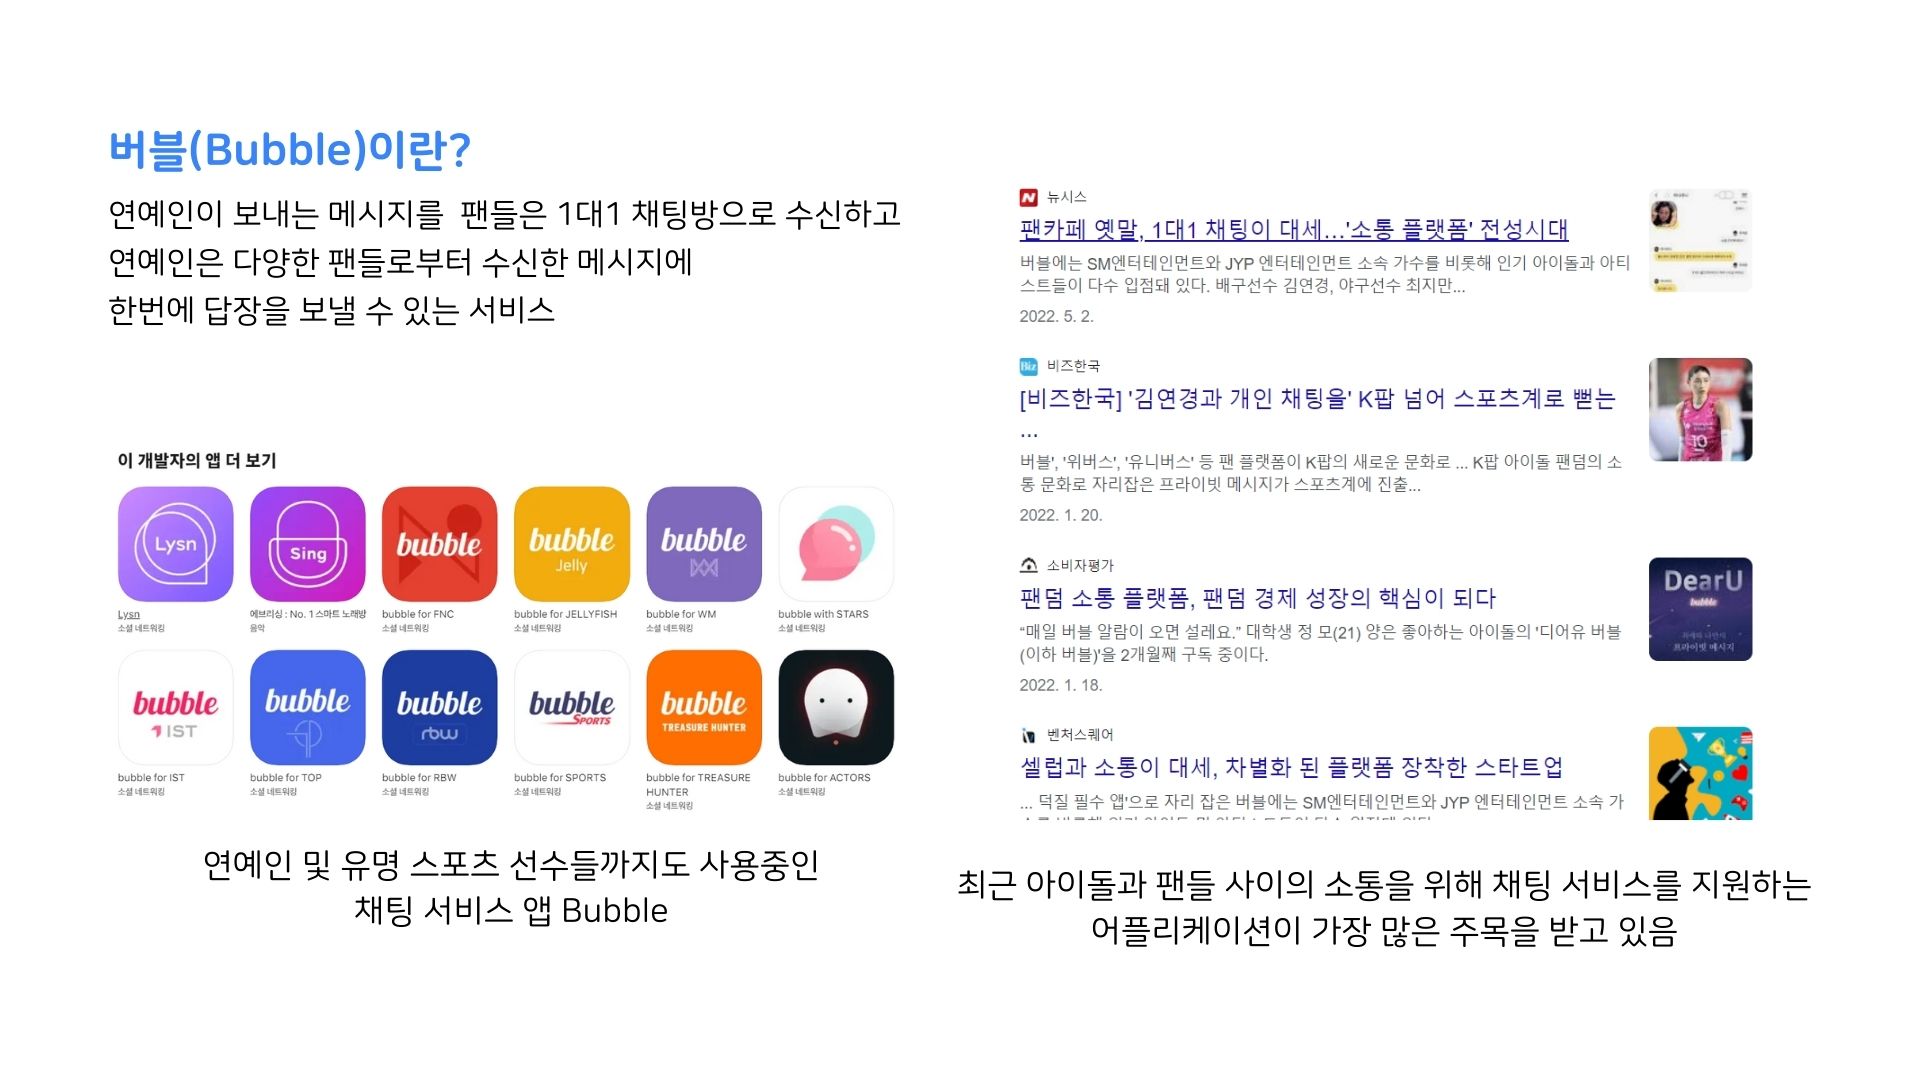 버블(Bubble)이란?
연예인이 보내는 메시지를 팬들은 1대1 채팅방으로 수신하고
연예인은 다양한 팬들로부터 수신한 메시지에
한번에 답장을 보낼 수 있는 서비스
이 개발자의 앱 더 보기
Lysn
Sing
bubble
bubble
Jelly
bubble
Lysn
소셜 네트워킹
에브리싱 : No. 1 스마트 노래방
음악
bubble for FNC
소셜 네트워킹
bubble for JELLYFISH
소셜 네트워킹
bubble for WM
소셜 네트워킹
bubble with STARS
소셜 네트워킹
bubble
IST
bubble
bubble
rbw
bubble
SPORTS
bubble
TREASURE HUNTER
bubble for IST
소셜 네트워킹
bubble for TOP
소셜 네트워킹
bubble for RBW
소셜 네트워킹
bubble for SPORTS
소셜 네트워킹
bubble for TREASURE
HUNTER
소셜 네트워킹
bubble for ACTORS
소셜 네트워킹
연예인 및 유명 스포츠 선수들까지도 사용중인
채팅 서비스 앱 Bubble
뉴시스
팬카페 옛말, 1대1 채팅이 대세...'소통 플랫폼' 전성시대
버블에는 SM엔터테인먼트와 JYP 엔터테인먼트 소속 가수를 비롯해 인기 아이돌과 아티
스트들이 다수 입점돼 있다. 배구선수 김연경, 야구선수 최지만...
2022. 5. 2.
Biz 비즈한국
[비즈한국] '김연경과 개인 채팅을' K팝 넘어 스포츠계로 뻗는
...
버블', '위버스', '유니버스' 등 팬 플랫폼이 K팝의 새로운 문화로 ... K팝 아이돌 팬덤의 소
통 문화로 자리잡은 프라이빗 메시지가 스포츠계에 진출...
2022. 1. 20.
10
소비자평가
팬덤 소통 플랫폼, 팬덤 경제 성장의 핵심이 되다
“매일 버블 알람이 오면 설레요.” 대학생 정 모(21) 양은 좋아하는 아이돌의 '디어유 버블
(이하 버블)'을 2개월째 구독 중이다.
2022. 1. 18.
DearU
bubble
프라이빗 메시지
벤처스퀘어
셀럽과 소통이 대세, 차별화 된 플랫폼 장착한 스타트업
... 덕질 필수 앱'으로 자리 잡은 버블에는 SM엔터테인먼트와 JYP 엔터테인먼트 소속 가
최근 아이돌과 팬들 사이의 소통을 위해 채팅 서비스를 지원하는
어플리케이션이 가장 많은 주목을 받고 있음